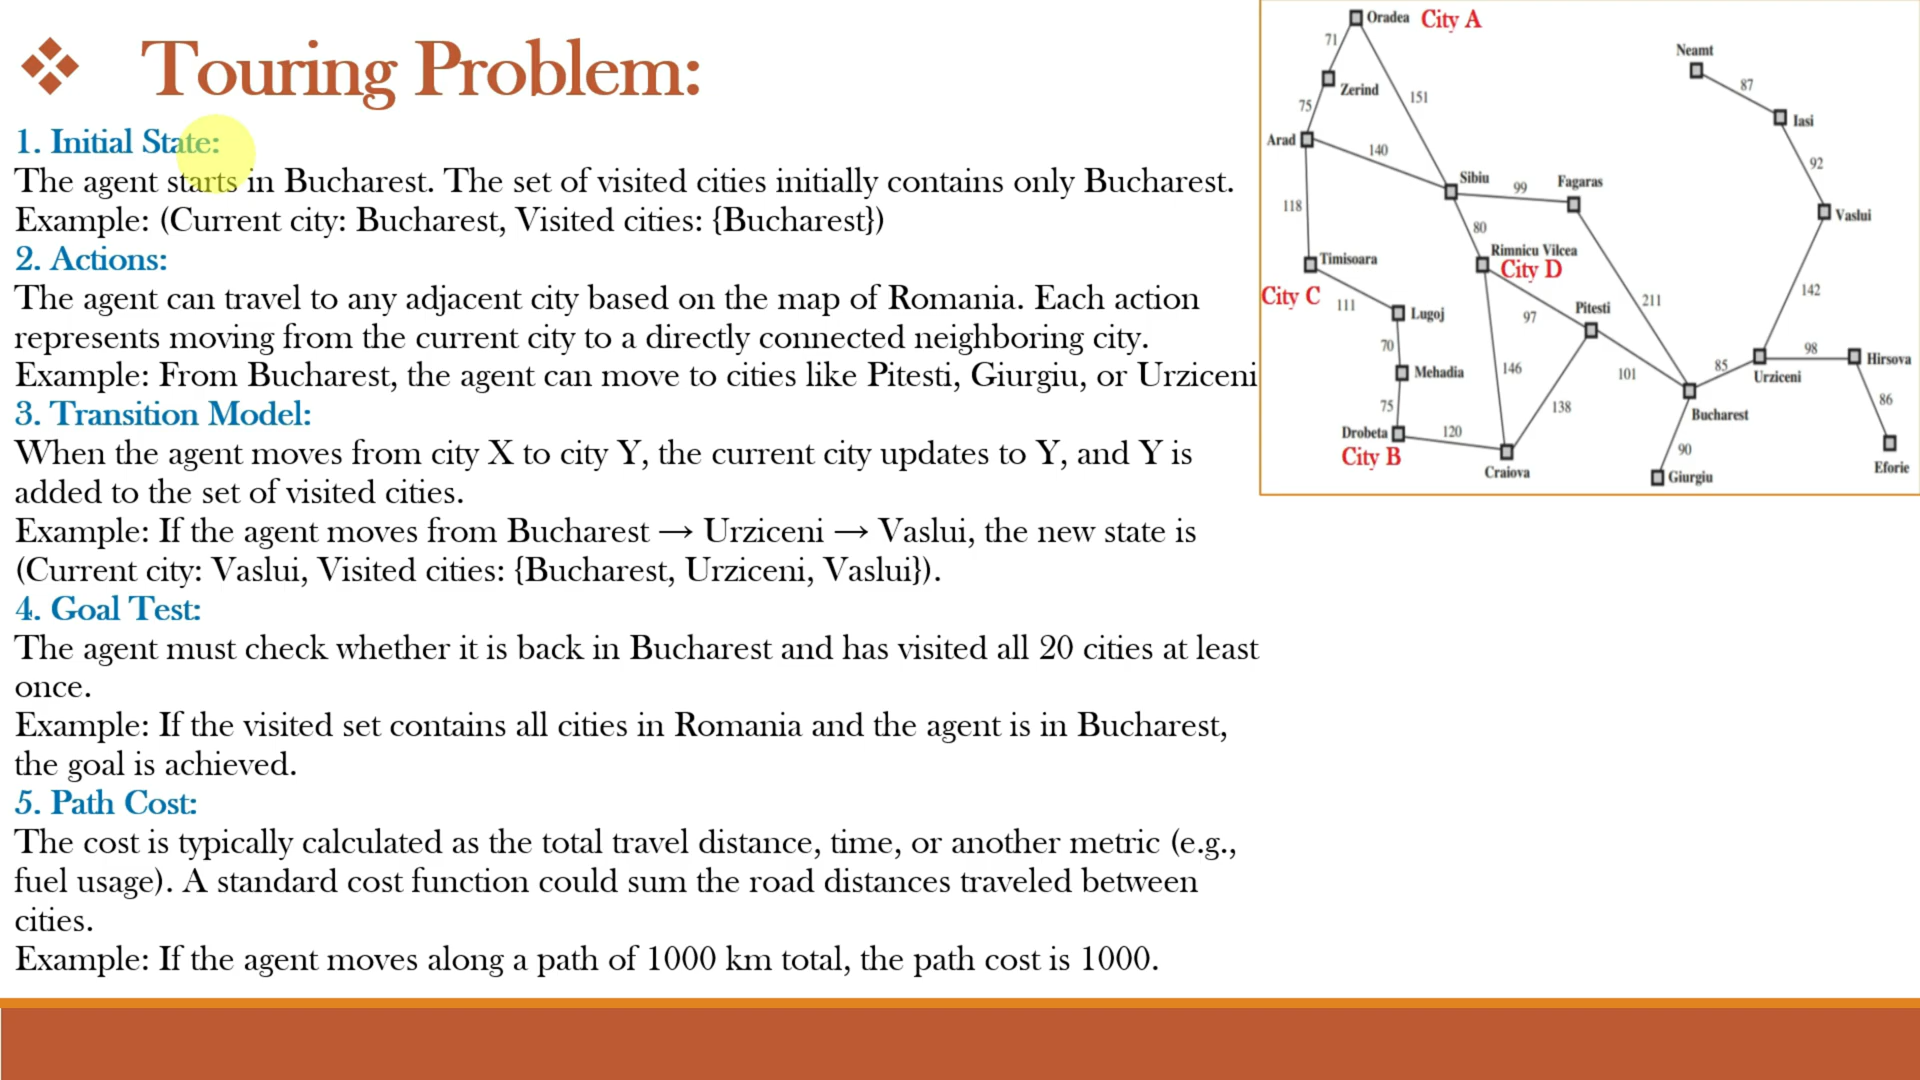 Touring Problem:
1. Initial State:
The agent starts in Bucharest. The set of visited cities initially contains only Bucharest.
Example: (Current city: Bucharest, Visited cities: {Bucharest})
2. Actions:
The agent can travel to any adjacent city based on the map of Romania. Each action
represents moving from the current city to a directly connected neighboring city.
Example: From Bucharest, the agent can move to cities like Pitesti, Giurgiu, or Urziceni
3. Transition Model:
When the agent moves from city X to city Y, the current city updates to Y, and Y is
added to the set of visited cities.
Example: If the agent moves from Bucharest → Urziceni → Vaslui, the new state is
(Current city: Vaslui, Visited cities: {Bucharest, Urziceni, Vaslui}).
4. Goal Test:
The agent must check whether it is back in Bucharest and has visited all 20 cities at least
once.
Example: If the visited set contains all cities in Romania and the agent is in Bucharest,
the goal is achieved.
5. Path Cost:
The cost is typically calculated as the total travel distance, time, or another metric (e.g.,
fuel usage). A standard cost function could sum the road distances traveled between
cities.
Example: If the agent moves along a path of 1000 km total, the path cost is 1000.
Oradea City A
71
Neamt
Zerind
87
75
151
Iasi
Arad
140
92
Sibiu
99
Fagaras
118
Vaslui
80
Rimnicu Vilcea
Timisoara
City D
City C
111
142
211
Lugoj
97
Pitesti
70
98
Hirsova
146
85
Mehadia
101
Urziceni
75
138
86
Bucharest
Drobeta
120
City B
90
Craiova
Giurgiu
Eforie